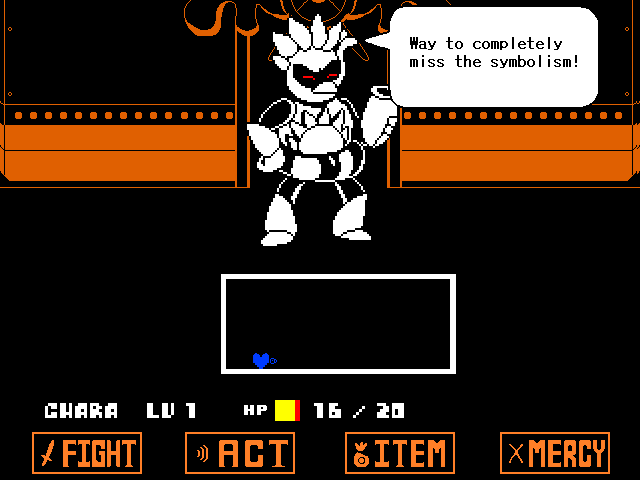 Way to completely
miss the symbolism!
CHARA LV 1 HP 16 / 20
FIGHT ACT ITEM MERCY